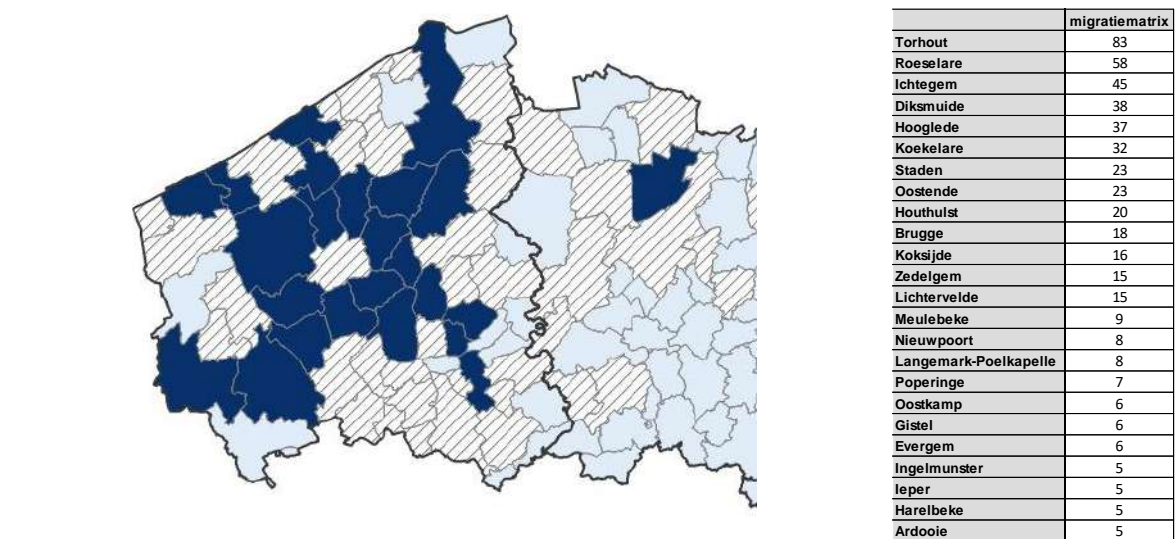 migratiematrix
Torhout 83
Roeselare 58
Ichtegem 45
Diksmuide 38
Hooglede 37
Koekelare 32
Staden 23
Oostende 23
Houthulst 20
Brugge 18
Koksijde 16
Zedelgem 15
Lichtervelde 15
Meulebeke 9
Nieuwpoort 8
Langemark-Poelkapelle 8
Poperinge 7
Oostkamp 6
Gistel 6
Evergem 6
Ingelmunster 5
Ieper 5
Harelbeke 5
Ardooie 5